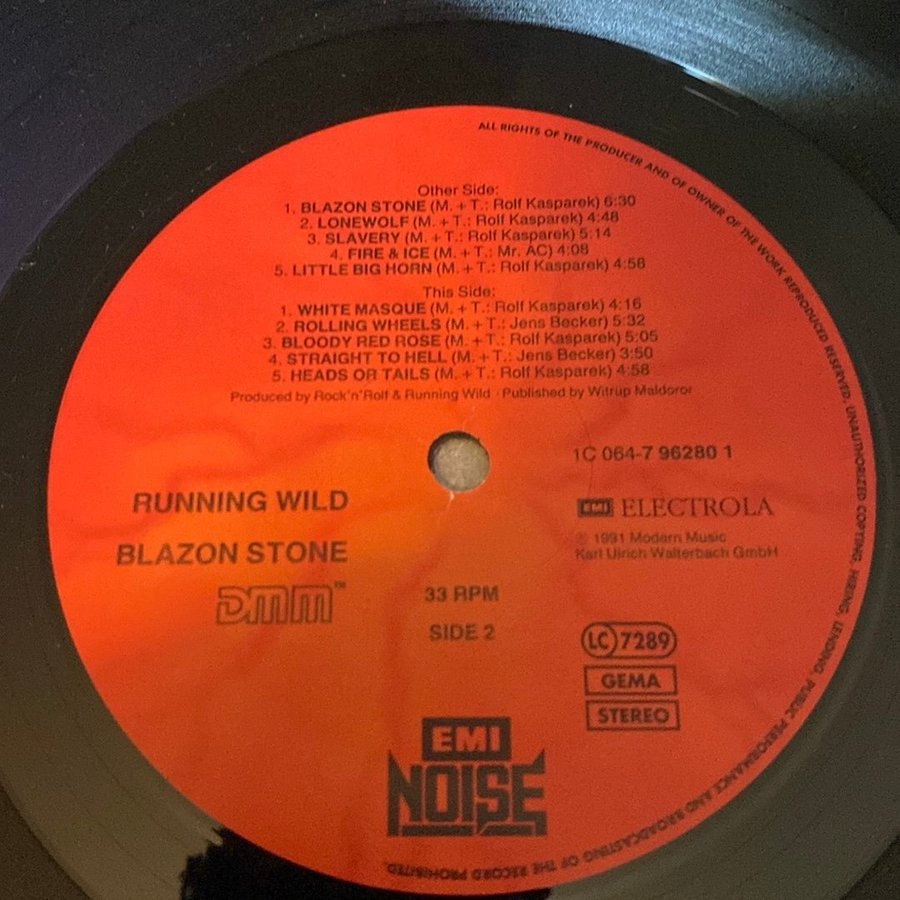 ALL RIGHTS OF THE PRODUCER AND OF OWNER OF THE WORK REPRODUCED RESERVED. UNAUTHORIZED COPYING, HIRING, LENDING, PUBLIC PERFORMANCE AND BROADCASTING OF THE RECORD PROHIBITED.
Other Side:
1. BLAZON STONE (M. + T.: Rolf Kasparek) 6:30
2. LONEWOLF (M. + T.: Rolf Kasparek) 4:48
3. SLAVERY (M. + T.: Rolf Kasparek) 5:14
4. FIRE & ICE (M. + T.: Mr. AC) 4:08
5. LITTLE BIG HORN (M. + T.: Rolf Kasparek) 4:58
This Side:
1. WHITE MASQUE (M. + T.: Rolf Kasparek) 4:16
2. ROLLING WHEELS (M. + T.: Jens Becker) 5:32
3. BLOODY RED ROSE (M. + T.: Rolf Kasparek) 5:05
4. STRAIGHT TO HELL (M. + T.: Jens Becker) 3:50
5. HEADS OR TAILS (M. + T.: Rolf Kasparek) 4:58
Produced by Rock'n'Rolf & Running Wild · Published by Witrup Maldoror
1C 064-7 96280 1
RUNNING WILD
EMI ELECTROLA
BLAZON STONE
℗ 1991 Modern Music
Karl Ulrich Walterbach GmbH
DMM™
33 RPM
SIDE 2
LC 7289
GEMA
STEREO
EMI
NOISE